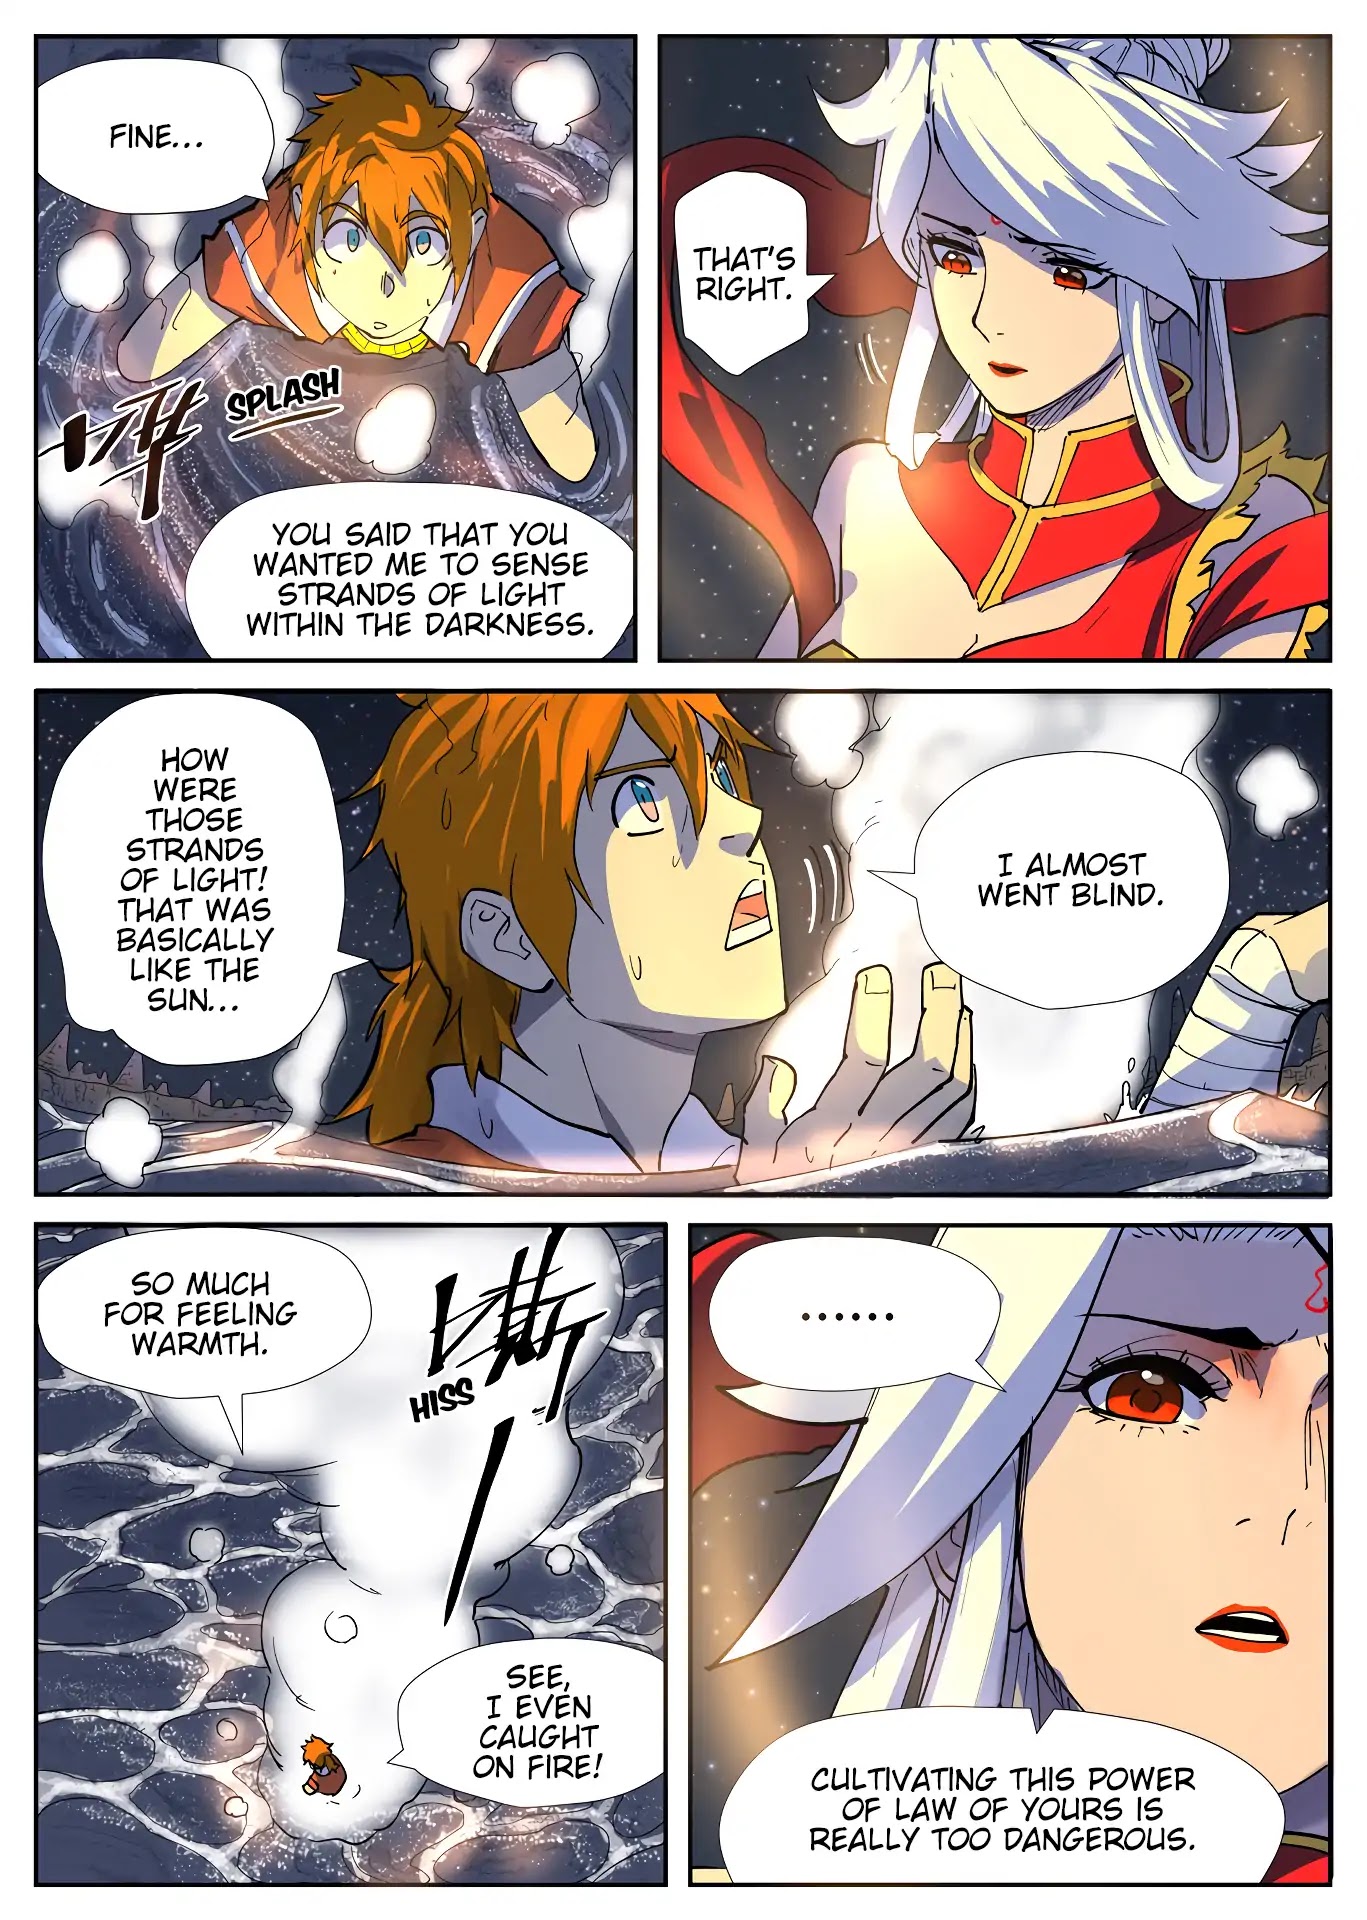 FINE...
SPLASH
YOU SAID THAT YOU
WANTED ME TO SENSE
STRANDS OF LIGHT
WITHIN THE DARKNESS.
THAT'S
RIGHT.
HOW
WERE
THOSE
STRANDS
OF LIGHT!
THAT WAS
BASICALLY
LIKE THE
SUN...
I ALMOST
WENT BLIND.
SO MUCH
FOR FEELING
WARMTH.
嘶
HISS
SEE,
I EVEN
CAUGHT
ON FIRE!
......
CULTIVATING THIS POWER
OF LAW OF YOURS IS
REALLY TOO DANGEROUS.